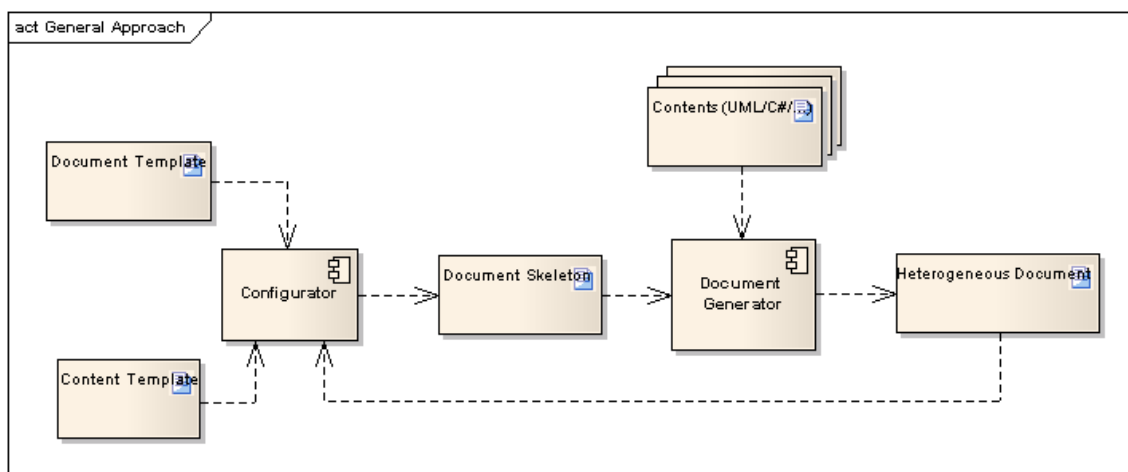 act General Approach
Contents (UML/C#/...)
Document Template
Configurator
Document Skeleton
Document
Generator
Heterogeneous Document
Content Template